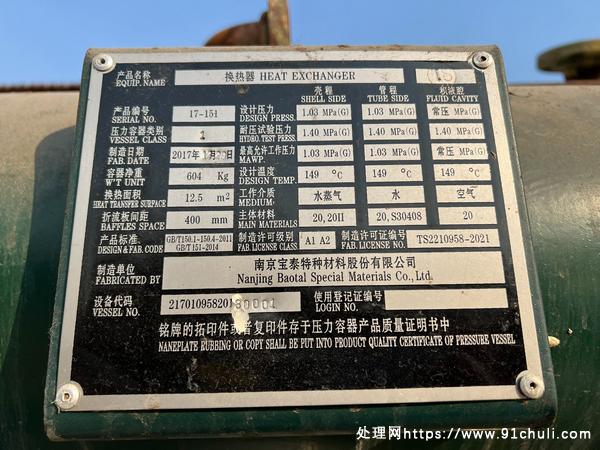 产品名称 换热器 HEAT EXCHANGER
EQUIP.NAME
壳程 管程 积液腔
SHELL SIDE TUBE SIDE FLUID CAVITY
产品编号 17-151 设计压力 1.03 MPa(G) 1.03 MPa(G) 常压 MPa(G)
SERIAL NO. DESIGN PRESS.
压力容器类别 1 耐压试验压力 1.40 MPa(G) 1.40 MPa(G) 常压 MPa(G)
VESSEL CLASS HYDRO.TEST PRESS.
制造日期 2017年 月 日 最高允许工作压力 1.03 MPa(G) 1.03 MPa(G) 常压 MPa(G)
FAB. DATE MAWP.
容器净重 604 Kg 设计温度 149 °C 149 °C 149 °C
W'T UNIT DESIGN TEMP.
换热面积 12.5 m2 工作介质 水蒸气 水 空气
HEAT TRANSFER SURFACE MEDIUM:
折流板间距 400 mm 主体材料 20,20II 20,S30408 20
BAFFLES SPACE MAIN MATERIALS
产品标准 GB/T150.1~150.4-2011 制造许可级别 A1 A2 制造许可证编号 TS2210958-2021
DESIGN & FAB. CODE GB/T151-2014 FAB. LICENSE CLASS FAB. LICENSE NO.
制造单位 南京宝泰特种材料股份有限公司
FABRICATED BY Nanjing Baotai Special Materials Co., Ltd.
设备代码 使用登记证编号
VESSEL NO. LOGIN NO.
铭牌的拓印件或者复印件存于压力容器产品质量证明书中
NANEPLATE RUBBING OR COPY SHALL BE PUT INTO PRODUCT QUALITY CERTIFICATE OF PRESSURE VESSEL
处理网https://www.91chuli.com/